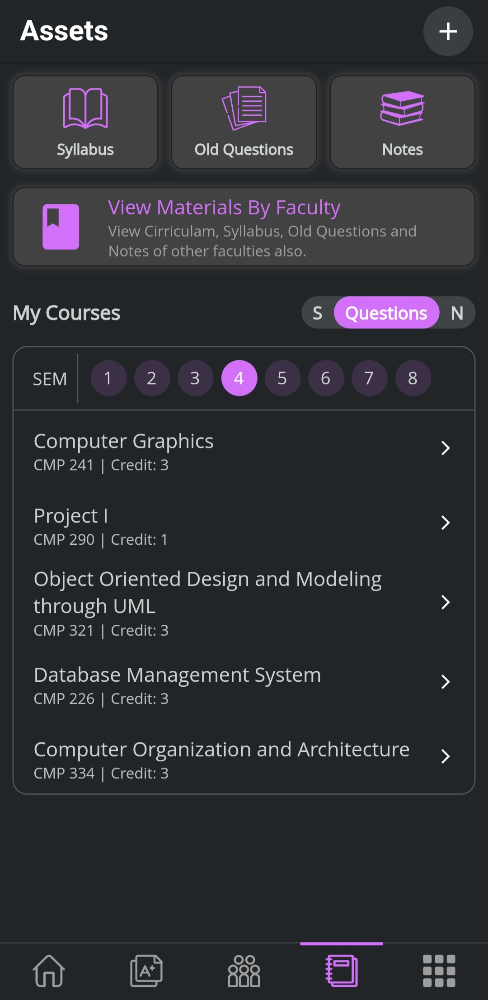 Assets
Syllabus
Old Questions
Notes
View Materials By Faculty
View Cirriculam, Syllabus, Old Questions and
Notes of other faculties also.
My Courses
S Questions N
SEM 1 2 3 4 5 6 7 8
Computer Graphics
CMP 241 | Credit: 3
Project I
CMP 290 | Credit: 1
Object Oriented Design and Modeling
through UML
CMP 321 | Credit: 3
Database Management System
CMP 226 | Credit: 3
Computer Organization and Architecture
CMP 334 | Credit: 3
A+